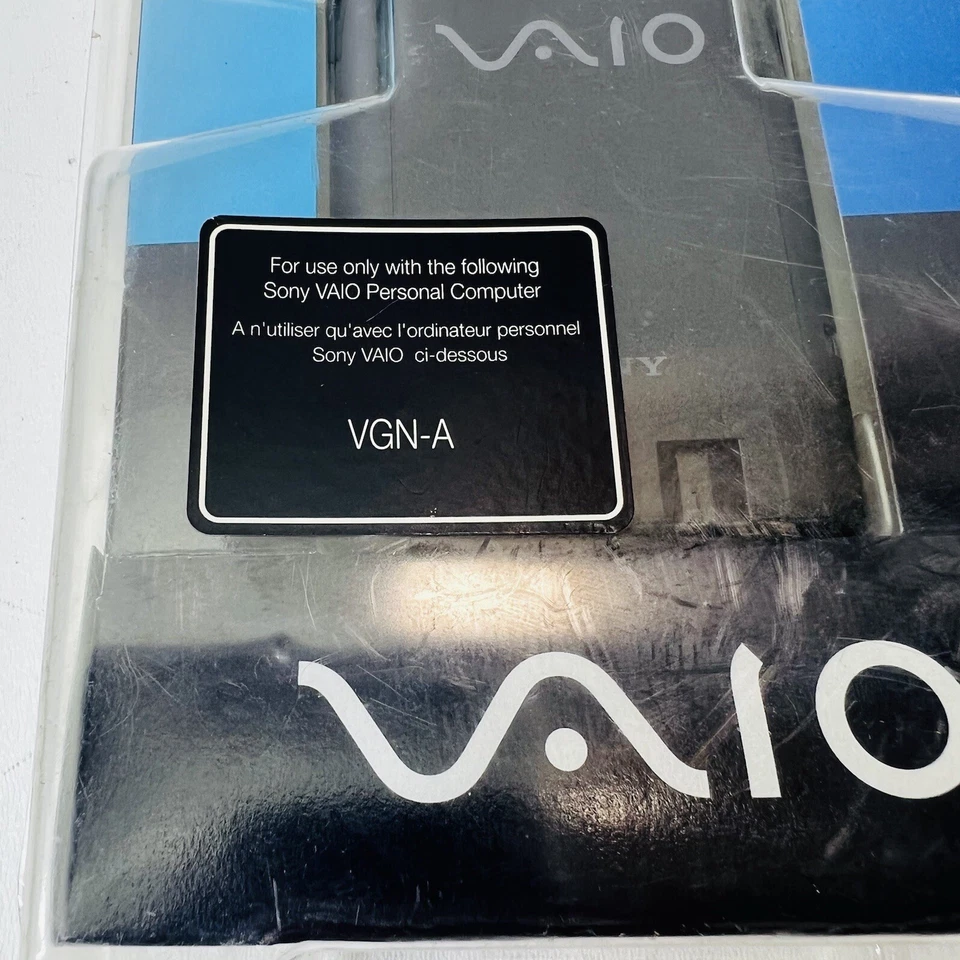 VAIO
For use only with the following
Sony VAIO Personal Computer
A n'utiliser qu'avec l'ordinateur personnel
Sony VAIO ci-dessous
VGN-A
VAIO